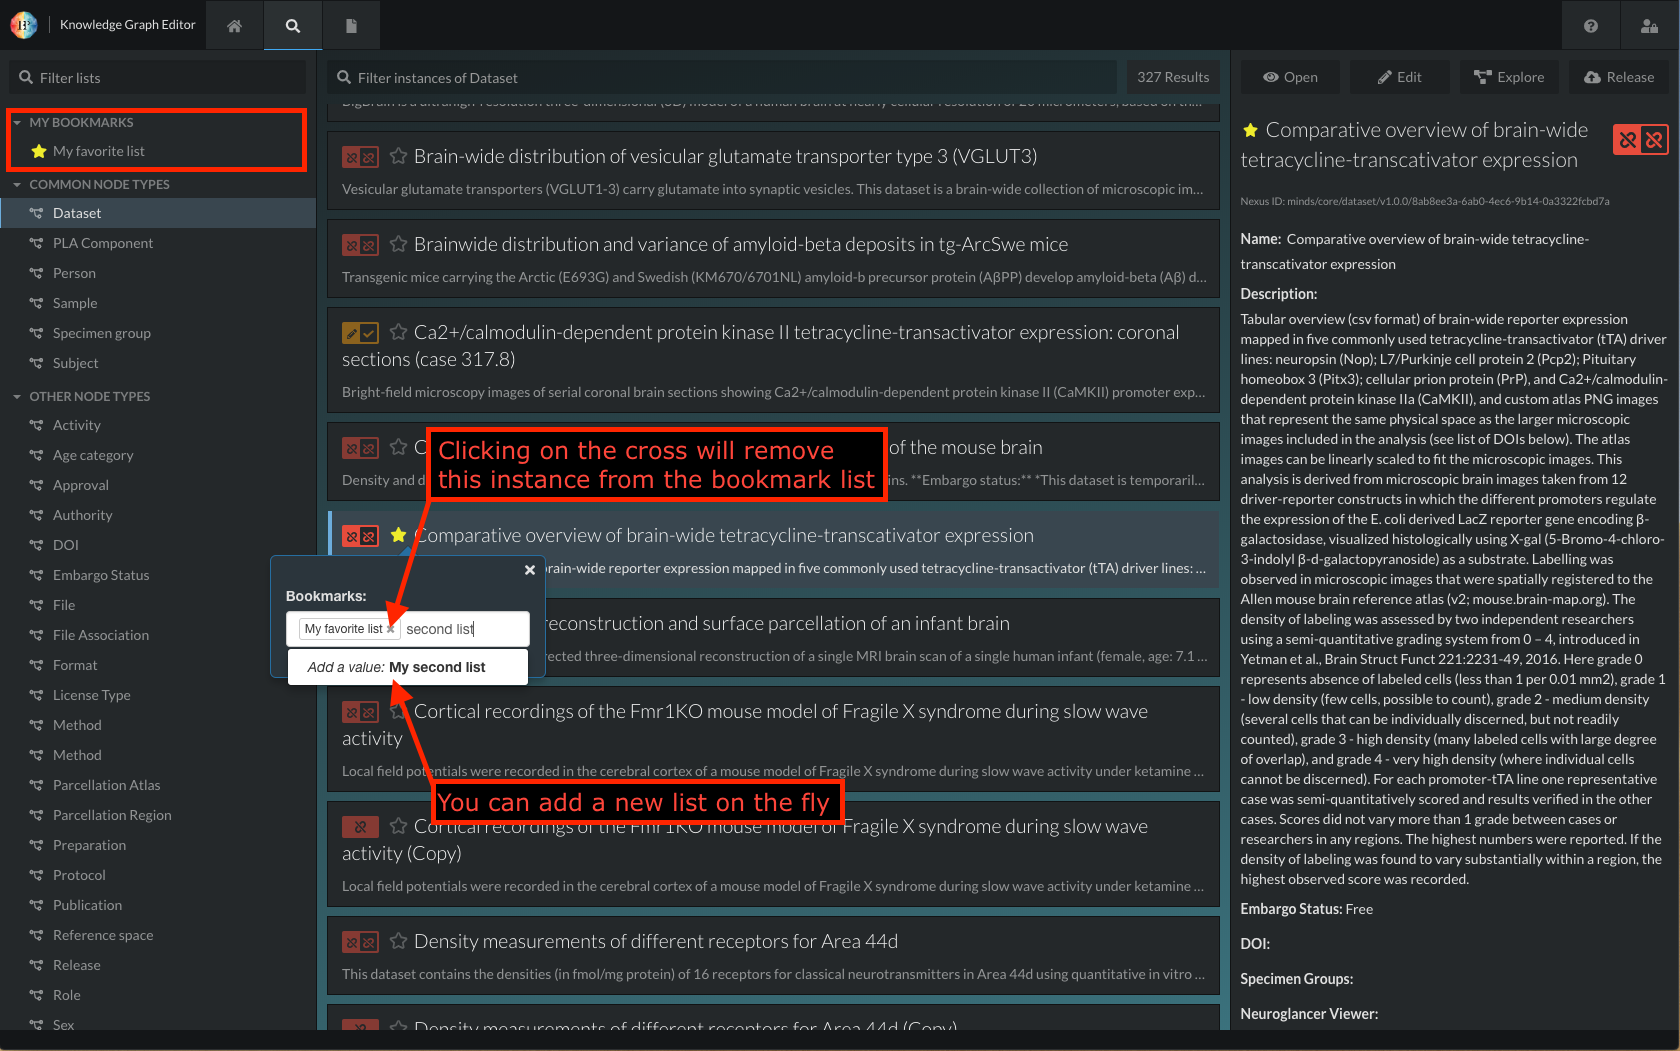 Knowledge Graph Editor
Filter lists
MY BOOKMARKS
My favorite list
COMMON NODE TYPES
Dataset
PLA Component
Person
Sample
Specimen group
Subject
OTHER NODE TYPES
Activity
Age category
Approval
Authority
DOI
Embargo Status
File
File Association
Format
License Type
Method
Method
Parcellation Atlas
Parcellation Region
Preparation
Protocol
Publication
Reference space
Release
Role
Sex
Filter instances of Dataset
327 Results
BigBrain is a ultrahigh-resolution three-dimensional (3D) model of a human brain at nearly cellular resolution of 20 micrometers, based on th...
Brain-wide distribution of vesicular glutamate transporter type 3 (VGLUT3)
Vesicular glutamate transporters (VGLUT1-3) carry glutamate into synaptic vesicles. This dataset is a brain-wide collection of microscopic im...
Brainwide distribution and variance of amyloid-beta deposits in tg-ArcSwe mice
Transgenic mice carrying the Arctic (E693G) and Swedish (KM670/6701NL) amyloid-b precursor protein (AβPP) develop amyloid-beta (Aβ) d...
Ca2+/calmodulin-dependent protein kinase II tetracycline-transactivator expression: coronal
sections (case 317.8)
Bright-field microscopy images of serial coronal brain sections showing Ca2+/calmodulin-dependent protein kinase II (CaMKII) promoter exp...
of the mouse brain
Density and d
ins. **Embargo status:** *This dataset is temporaril...
Clicking on the cross will remove
this instance from the bookmark list
Comparative overview of brain-wide tetracycline-transcativator expression
brain-wide reporter expression mapped in five commonly used tetracycline-transactivator (tTA) driver lines: ...
Bookmarks:
My favorite list × second list
Add a value: My second list
reconstruction and surface parcellation of an infant brain
ected three-dimensional reconstruction of a single MRI brain scan of a single human infant (female, age: 7.1 ...
Cortical recordings of the Fmr1KO mouse model of Fragile X syndrome during slow wave
activity
Local field potentials were recorded in the cerebral cortex of a mouse model of Fragile X syndrome during slow wave activity under ketamine ...
You can add a new list on the fly
Cortical recordings of the Fmr1KO mouse model of Fragile X syndrome during slow wave
activity (Copy)
Local field potentials were recorded in the cerebral cortex of a mouse model of Fragile X syndrome during slow wave activity under ketamine ...
Density measurements of different receptors for Area 44d
This dataset contains the densities (in fmol/mg protein) of 16 receptors for classical neurotransmitters in Area 44d using quantitative in vitro ...
Density measurements of different receptors for Area 44d (Copy)
Open
Edit
Explore
Release
Comparative overview of brain-wide
tetracycline-transcativator expression
Nexus ID: minds/core/dataset/v1.0.0/8ab8ee3a-6ab0-4ec6-9b14-0a3322fcbd7a
Name: Comparative overview of brain-wide tetracycline-
transcativator expression
Description:
Tabular overview (csv format) of brain-wide reporter expression
mapped in five commonly used tetracycline-transactivator (tTA) driver
lines: neuropsin (Nop); L7/Purkinje cell protein 2 (Pcp2); Pituitary
homeobox 3 (Pitx3); cellular prion protein (PrP), and Ca2+/calmodulin-
dependent protein kinase IIa (CaMKII), and custom atlas PNG images
that represent the same physical space as the larger microscopic
images included in the analysis (see list of DOIs below). The atlas
images can be linearly scaled to fit the microscopic images. This
analysis is derived from microscopic brain images taken from 12
driver-reporter constructs in which the different promoters regulate
the expression of the E. coli derived LacZ reporter gene encoding β-
galactosidase, visualized histologically using X-gal (5-Bromo-4-chloro-
3-indolyl β-d-galactopyranoside) as a substrate. Labelling was
observed in microscopic images that were spatially registered to the
Allen mouse brain reference atlas (v2; mouse.brain-map.org). The
density of labeling was assessed by two independent researchers
using a semi-quantitative grading system from 0 – 4, introduced in
Yetman et al., Brain Struct Funct 221:2231-49, 2016. Here grade 0
represents absence of labeled cells (less than 1 per 0.01 mm2), grade 1
- low density (few cells, possible to count), grade 2 - medium density
(several cells that can be individually discerned, but not readily
counted), grade 3 - high density (many labeled cells with large degree
of overlap), and grade 4 - very high density (where individual cells
cannot be discerned). For each promoter-tTA line one representative
case was semi-quantitatively scored and results verified in the other
cases. Scores did not vary more than 1 grade between cases or
researchers in any regions. The highest numbers were reported. If the
density of labeling was found to vary substantially within a region, the
highest observed score was recorded.
Embargo Status: Free
DOI:
Specimen Groups:
Neuroglancer Viewer: